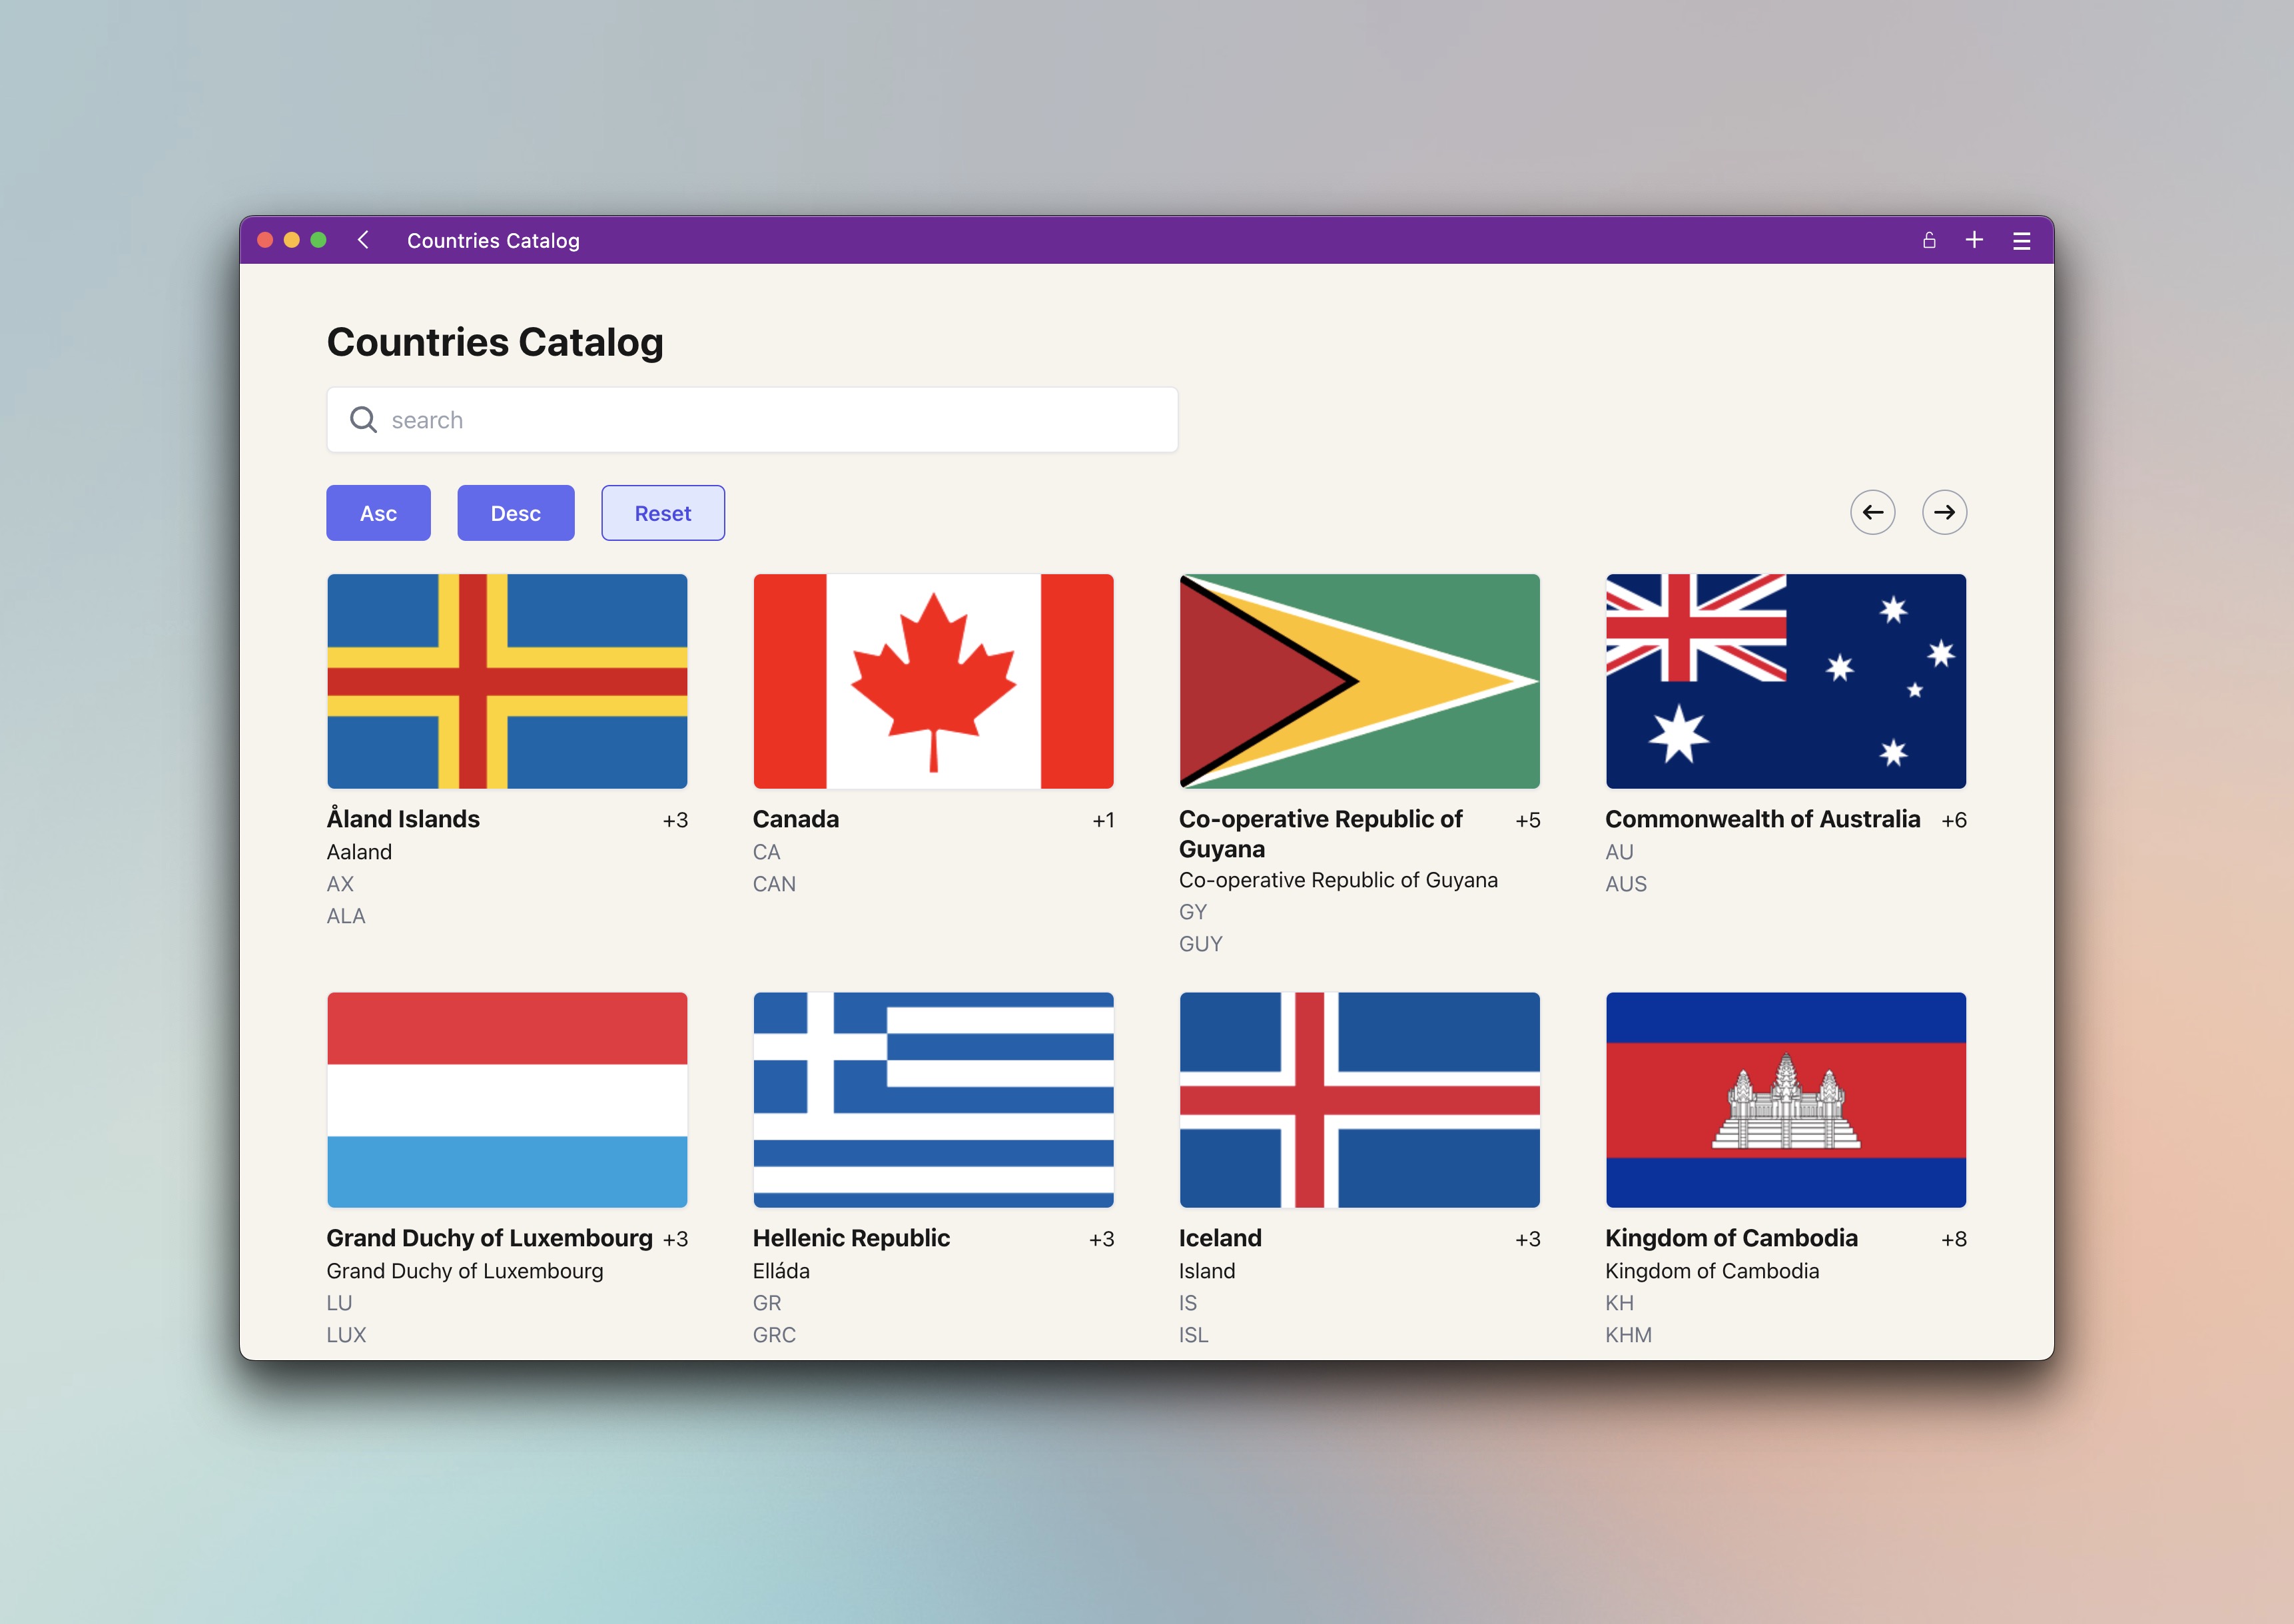 Countries Catalog
Countries Catalog
search
Asc
Desc
Reset
Åland Islands +3
Aaland
AX
ALA
Canada +1
CA
CAN
Co-operative Republic of +5
Guyana
Co-operative Republic of Guyana
GY
GUY
Commonwealth of Australia +6
AU
AUS
Grand Duchy of Luxembourg +3
Grand Duchy of Luxembourg
LU
LUX
Hellenic Republic +3
Elláda
GR
GRC
Iceland +3
Island
IS
ISL
Kingdom of Cambodia +8
Kingdom of Cambodia
KH
KHM